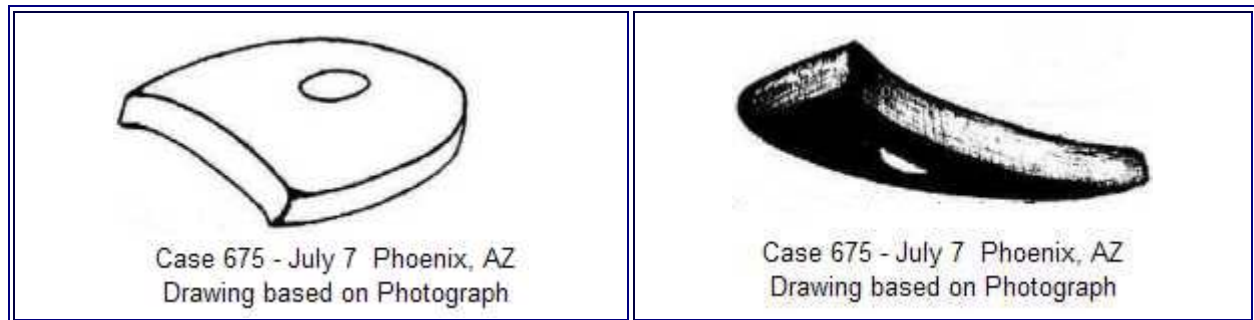 Case 675 - July 7  Phoenix, AZ
Drawing based on Photograph
Case 675 - July 7  Phoenix, AZ
Drawing based on Photograph